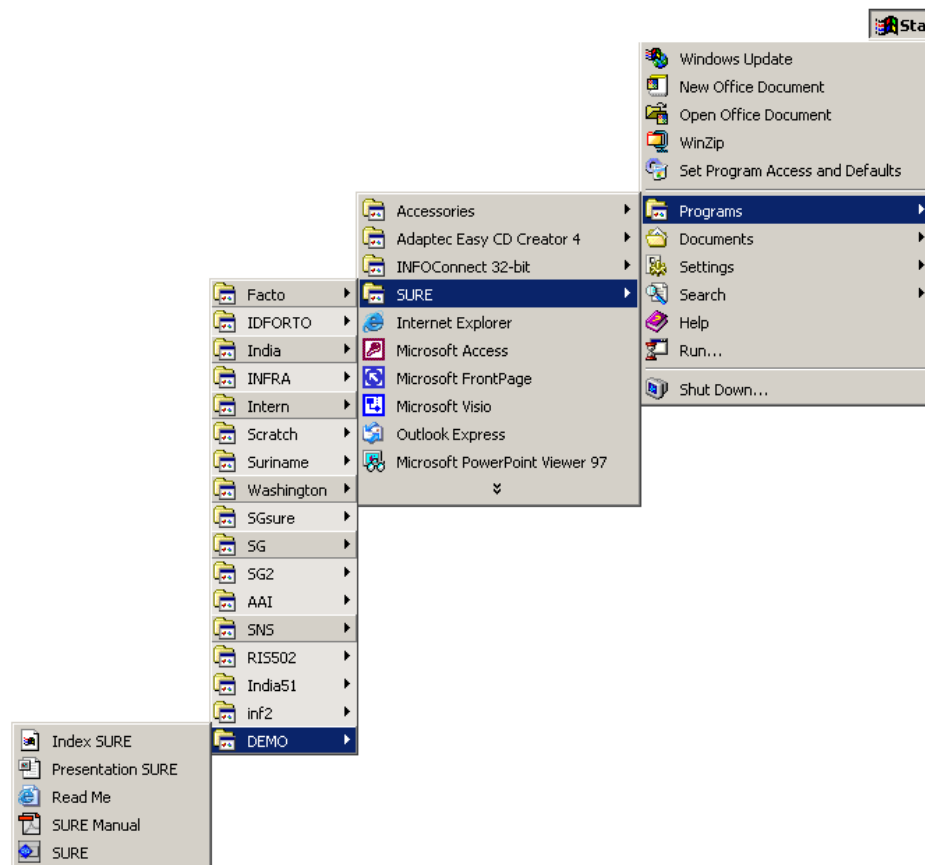 Sta
Windows Update
New Office Document
Open Office Document
WinZip
Set Program Access and Defaults
Programs
Documents
Settings
Search
Help
Run...
Shut Down...
Accessories
Adaptec Easy CD Creator 4
INFOConnect 32-bit
SURE
Internet Explorer
Microsoft Access
Microsoft FrontPage
Microsoft Visio
Outlook Express
Microsoft PowerPoint Viewer 97
Facto
IDFORTO
India
INFRA
Intern
Scratch
Suriname
Washington
SGsure
SG
SG2
AAI
SNS
RIS502
India51
inf2
DEMO
Index SURE
Presentation SURE
Read Me
SURE Manual
SURE